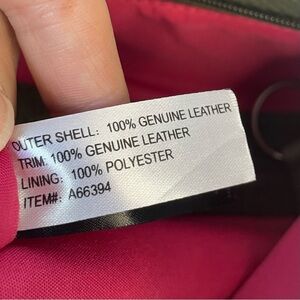 OUTER SHELL: 100% GENUINE LEATHER
TRIM: 100% GENUINE LEATHER
LINING: 100% POLYESTER
ITEM#: A66394